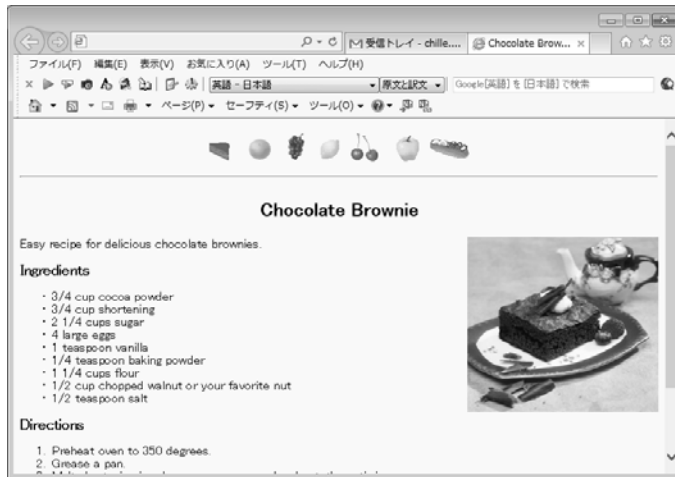 受信トレイ - chille....
Chocolate Brow... ×
ファイル(F) 編集(E) 表示(V) お気に入り(A) ツール(T) ヘルプ(H)
英語 - 日本語 原文と訳文 Google[英語] を [日本語] で検索
ページ(P) セーフティ(S) ツール(O)
Chocolate Brownie
Easy recipe for delicious chocolate brownies.
Ingredients
・3/4 cup cocoa powder
・3/4 cup shortening
・2 1/4 cups sugar
・4 large eggs
・1 teaspoon vanilla
・1/4 teaspoon baking powder
・1 1/4 cups flour
・1/2 cup chopped walnut or your favorite nut
・1/2 teaspoon salt
Directions
1. Preheat oven to 350 degrees.
2. Grease a pan.